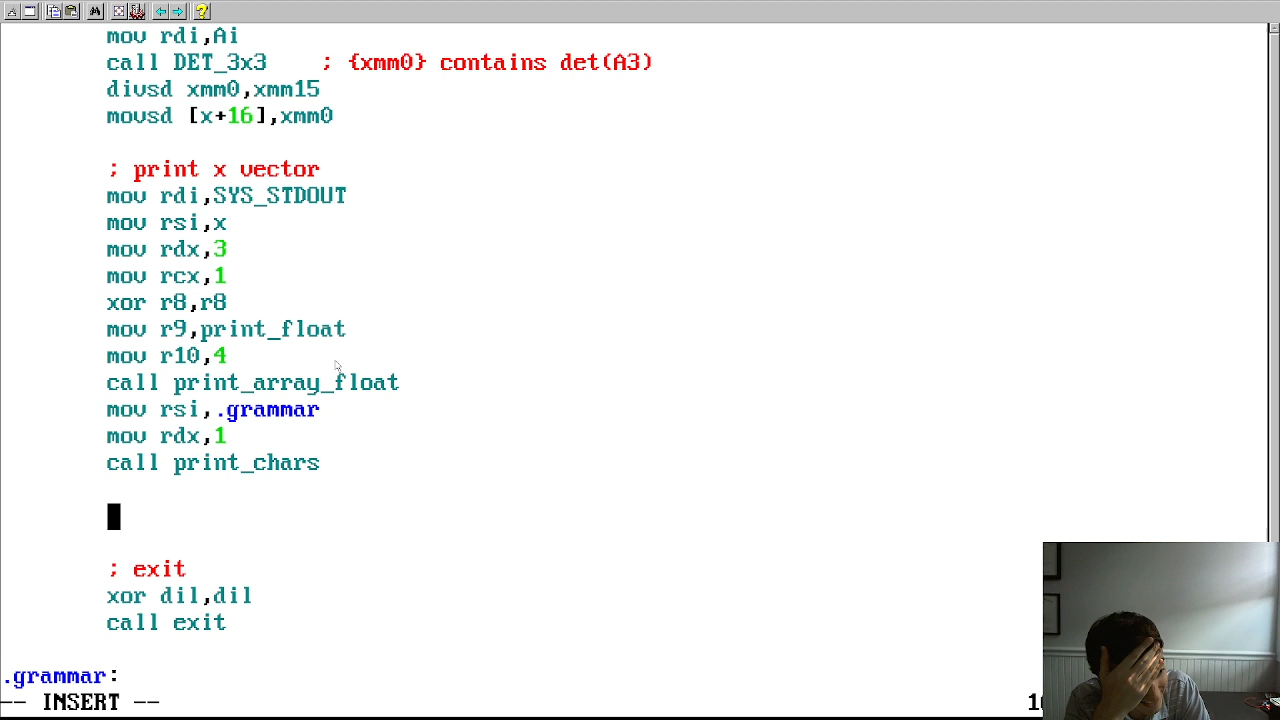 mov rdi,Ai
call DET_3x3 ; {xmm0} contains det(A3)
divsd xmm0,xmm15
movsd [x+16],xmm0
; print x vector
mov rdi,SYS_STDOUT
mov rsi,x
mov rdx,3
mov rcx,1
xor r8,r8
mov r9,print_float
mov r10,4
call print_array_float
mov rsi,.grammar
mov rdx,1
call print_chars
; exit
xor dil,dil
call exit
.grammar:
-- INSERT --